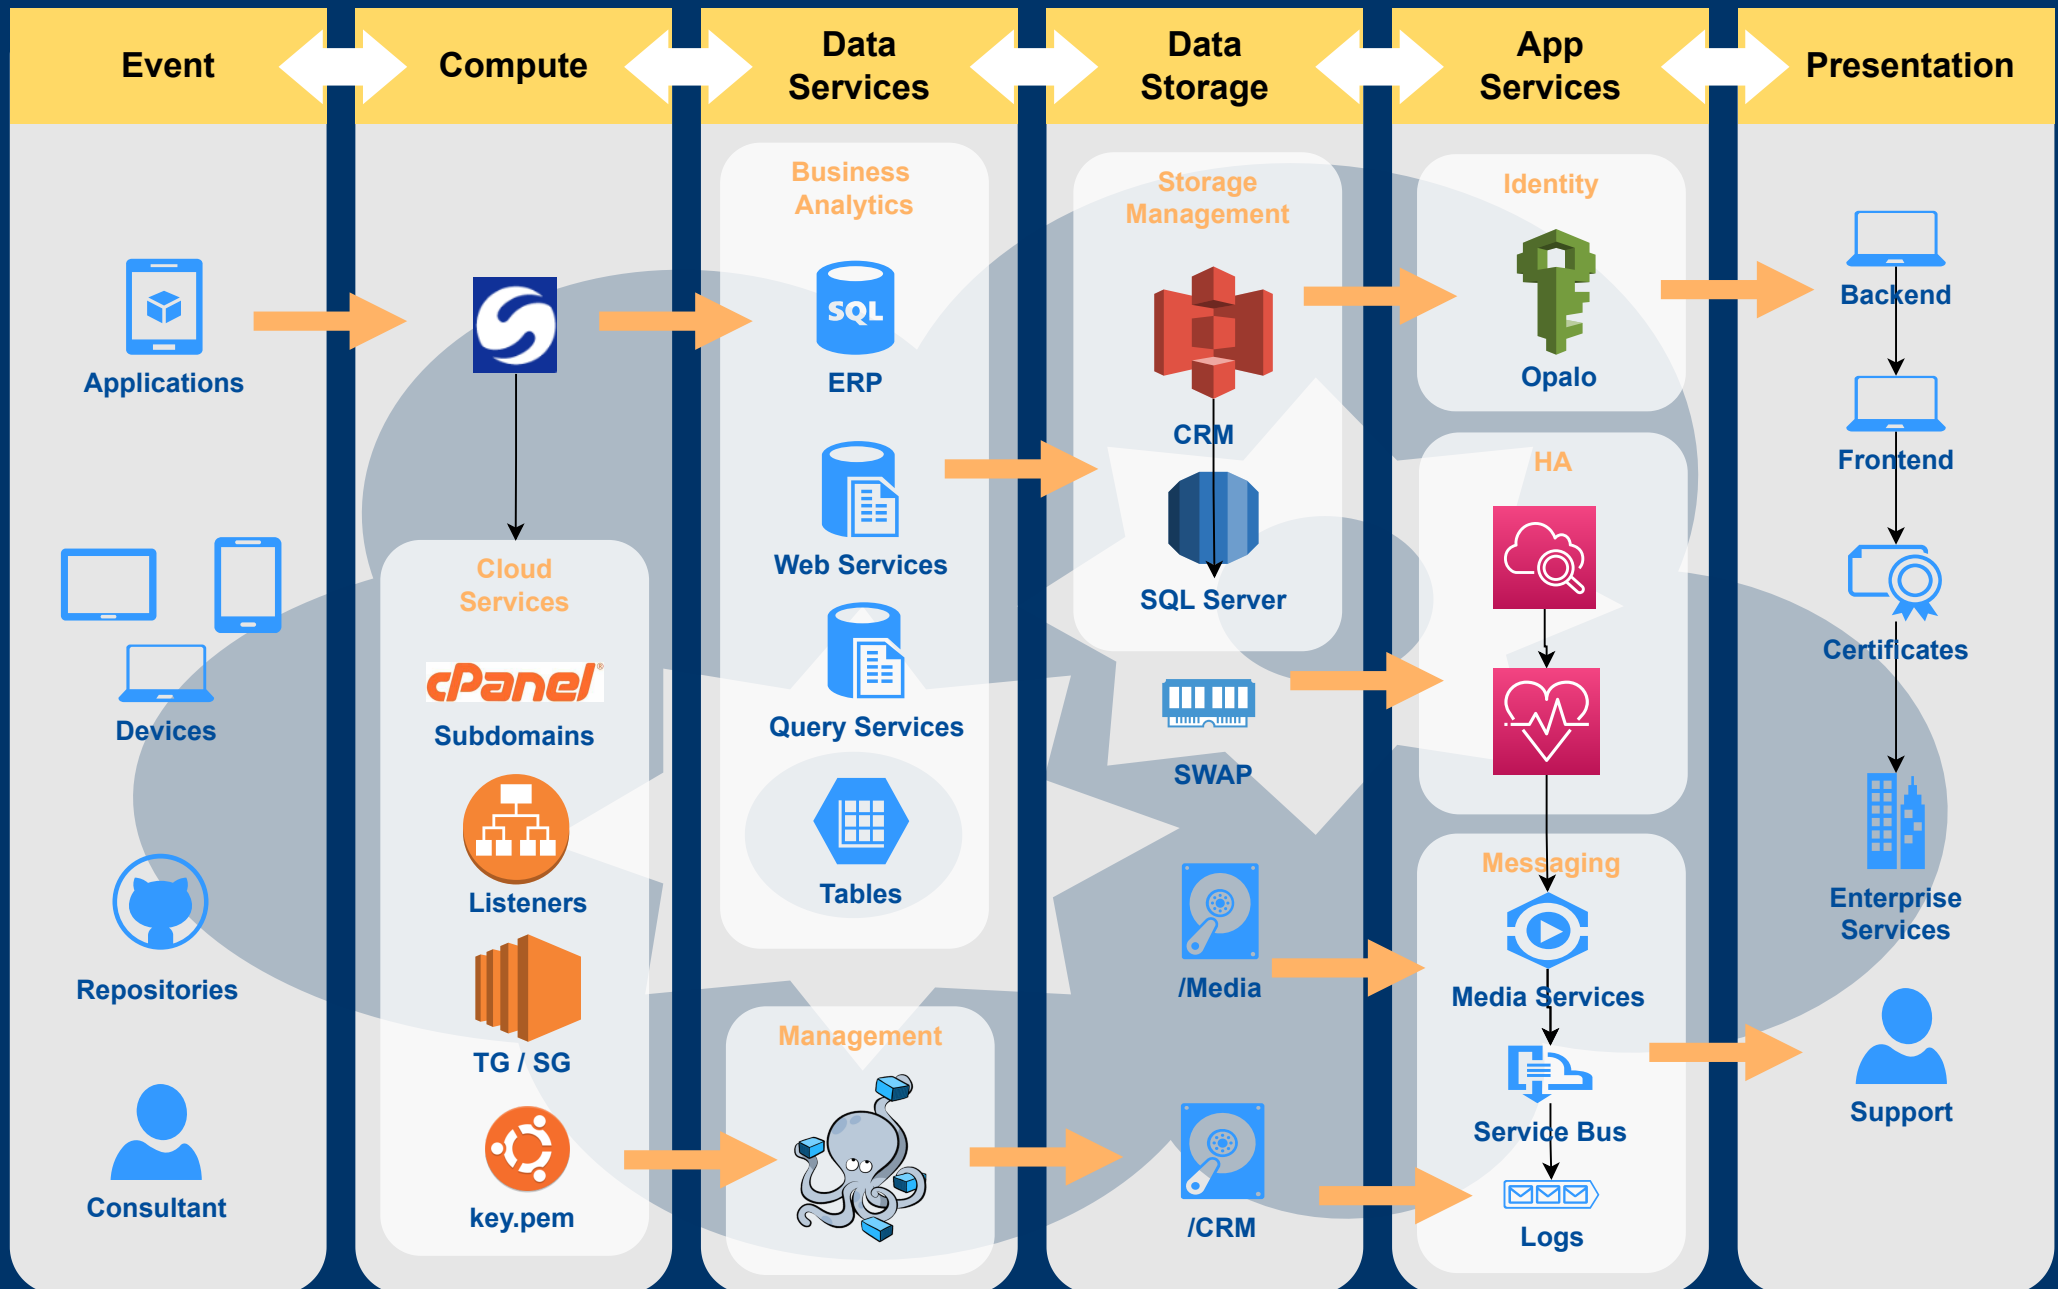 Event
Compute
Data
Services
Data
Storage
App
Services
Presentation
Applications
Devices
Repositories
Consultant
Cloud
Services
cPanel®
Subdomains
Listeners
TG / SG
key.pem
Business
Analytics
SQL
ERP
Web Services
Query Services
Tables
Management
Storage
Management
CRM
SQL Server
SWAP
/Media
/CRM
Identity
Opalo
HA
Messaging
Media Services
Service Bus
Logs
Backend
Frontend
Certificates
Enterprise
Services
Support